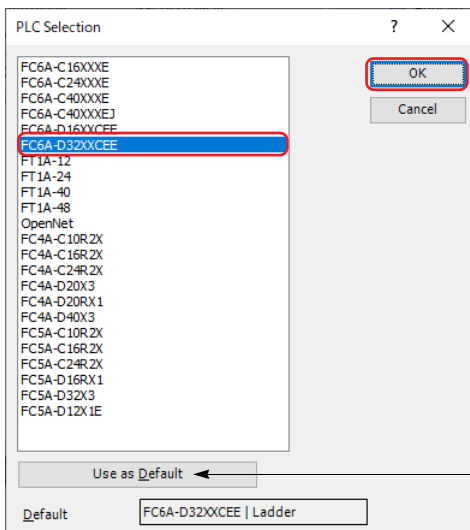 PLC Selection ? ×
FC6A-C16XXXE
FC6A-C24XXXE
FC6A-C40XXXE
FC6A-C40XXXEJ
FC6A-D16XXCEE
FC6A-D32XXCEE
FT1A-12
FT1A-24
FT1A-40
FT1A-48
OpenNet
FC4A-C10R2X
FC4A-C16R2X
FC4A-C24R2X
FC4A-D20X3
FC4A-D20RX1
FC4A-D40X3
FC5A-C10R2X
FC5A-C16R2X
FC5A-C24R2X
FC5A-D16RX1
FC5A-D32X3
FC5A-D12X1E
OK
Cancel
Use as Default
Default FC6A-D32XXCEE | Ladder